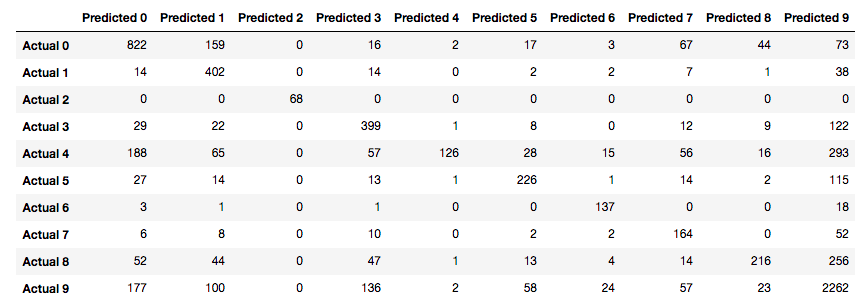 Predicted 0 Predicted 1 Predicted 2 Predicted 3 Predicted 4 Predicted 5 Predicted 6 Predicted 7 Predicted 8 Predicted 9
Actual 0 822 159 0 16 2 17 3 67 44 73
Actual 1 14 402 0 14 0 2 2 7 1 38
Actual 2 0 0 68 0 0 0 0 0 0 0
Actual 3 29 22 0 399 1 8 0 12 9 122
Actual 4 188 65 0 57 126 28 15 56 16 293
Actual 5 27 14 0 13 1 226 1 14 2 115
Actual 6 3 1 0 1 0 0 137 0 0 18
Actual 7 6 8 0 10 0 2 2 164 0 52
Actual 8 52 44 0 47 1 13 4 14 216 256
Actual 9 177 100 0 136 2 58 24 57 23 2262